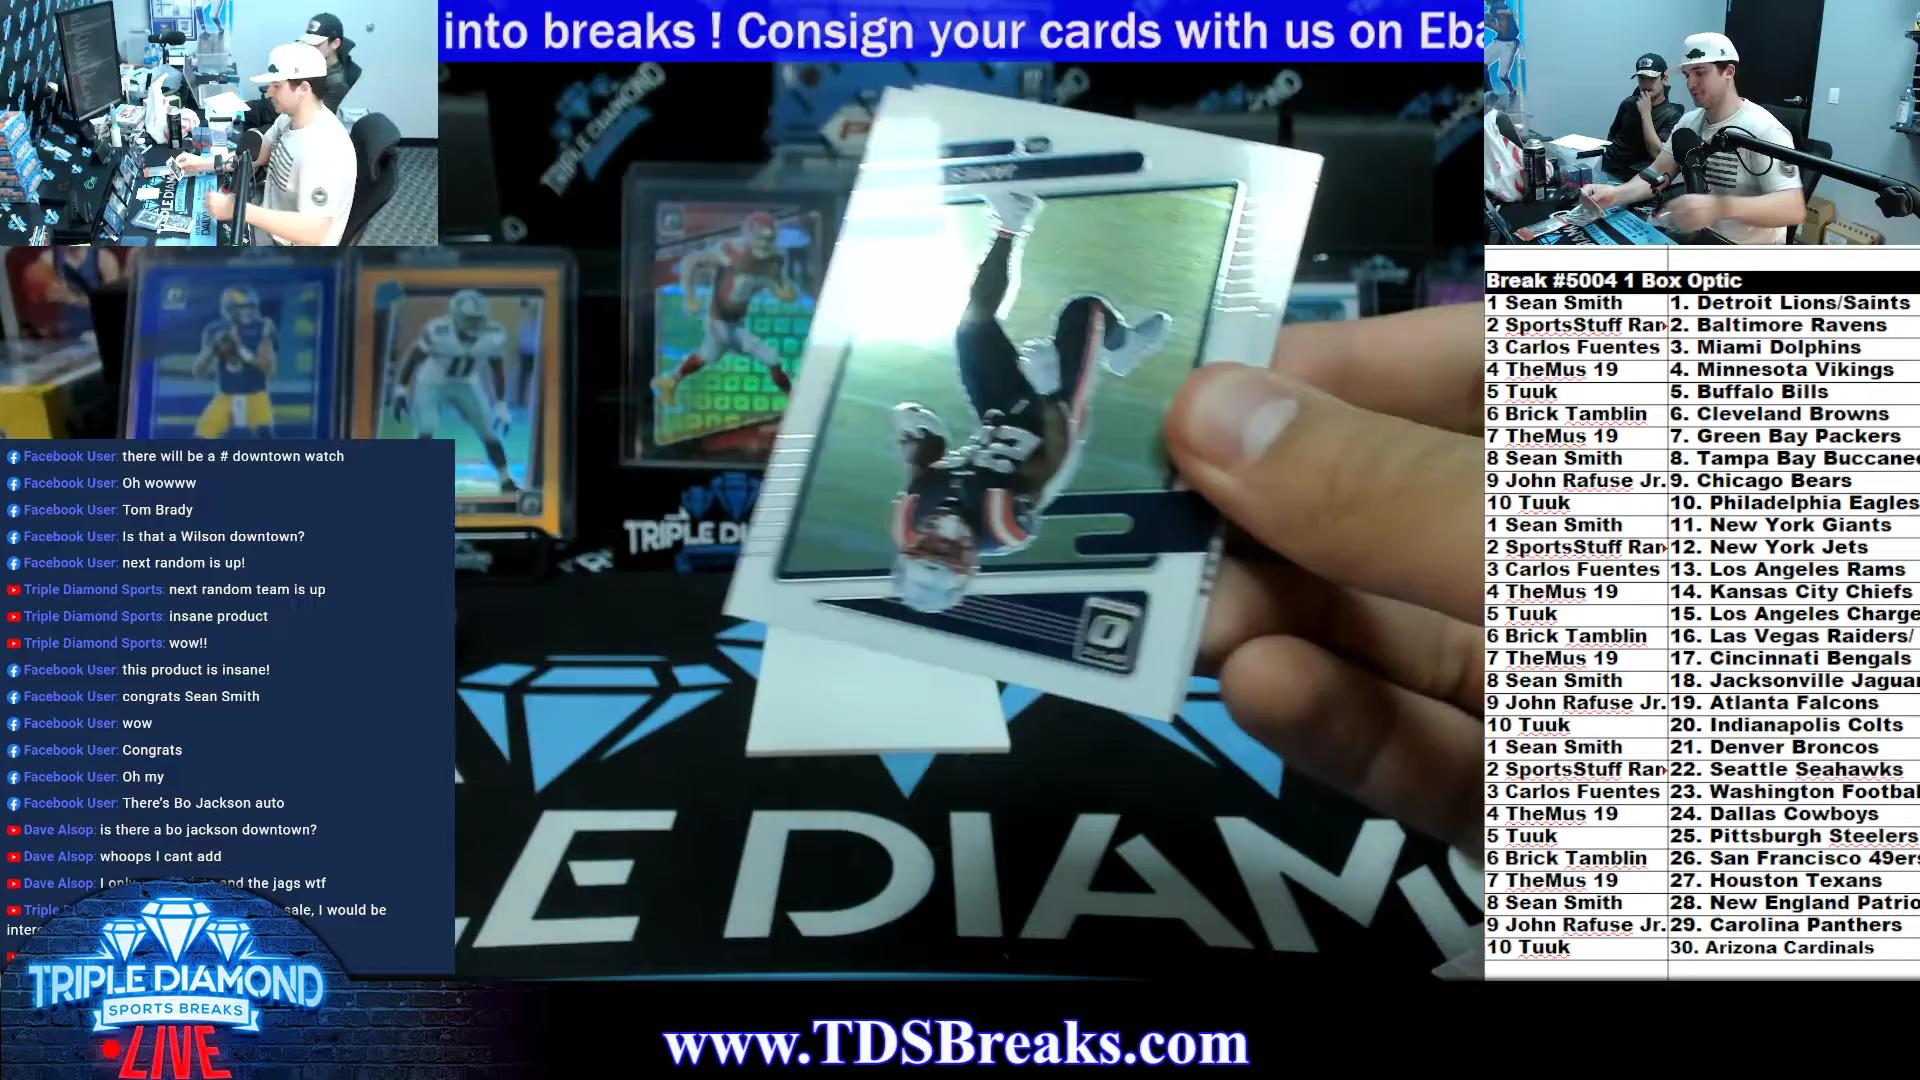 into breaks ! Consign your cards with us on Eba
TRIPLE DIAMOND
Facebook User: there will be a # downtown watch
Facebook User: Oh wowww
Facebook User: Tom Brady
Facebook User: Is that a Wilson downtown?
Facebook User: next random is up!
Triple Diamond Sports: next random team is up
Triple Diamond Sports: insane product
Triple Diamond Sports: wow!!
Facebook User: this product is insane!
Facebook User: congrats Sean Smith
Facebook User: wow
Facebook User: Congrats
Facebook User: Oh my
Facebook User: There's Bo Jackson auto
Dave Alsop: is there a bo jackson downtown?
Dave Alsop: whoops I cant add
Dave Alsop: I and the jags wtf
Triple sale, I would be
TRIPLE DIAMOND
SPORTS BREAKS
LIVE
TRIPLE DIAM
LE DIAM
Break #5004 1 Box Optic
1 Sean Smith 1. Detroit Lions/Saints
2 SportsStuff Ran 2. Baltimore Ravens
3 Carlos Fuentes 3. Miami Dolphins
4 TheMus 19 4. Minnesota Vikings
5 Tuuk 5. Buffalo Bills
6 Brick Tamblin 6. Cleveland Browns
7 TheMus 19 7. Green Bay Packers
8 Sean Smith 8. Tampa Bay Buccanee
9 John Rafuse Jr. 9. Chicago Bears
10 Tuuk 10. Philadelphia Eagles
1 Sean Smith 11. New York Giants
2 SportsStuff Ran 12. New York Jets
3 Carlos Fuentes 13. Los Angeles Rams
4 TheMus 19 14. Kansas City Chiefs
5 Tuuk 15. Los Angeles Charge
6 Brick Tamblin 16. Las Vegas Raiders/
7 TheMus 19 17. Cincinnati Bengals
8 Sean Smith 18. Jacksonville Jaguar
9 John Rafuse Jr. 19. Atlanta Falcons
10 Tuuk 20. Indianapolis Colts
1 Sean Smith 21. Denver Broncos
2 SportsStuff Ran 22. Seattle Seahawks
3 Carlos Fuentes 23. Washington Footbal
4 TheMus 19 24. Dallas Cowboys
5 Tuuk 25. Pittsburgh Steelers
6 Brick Tamblin 26. San Francisco 49ers
7 TheMus 19 27. Houston Texans
8 Sean Smith 28. New England Patrio
9 John Rafuse Jr. 29. Carolina Panthers
10 Tuuk 30. Arizona Cardinals
www.TDSBreaks.com